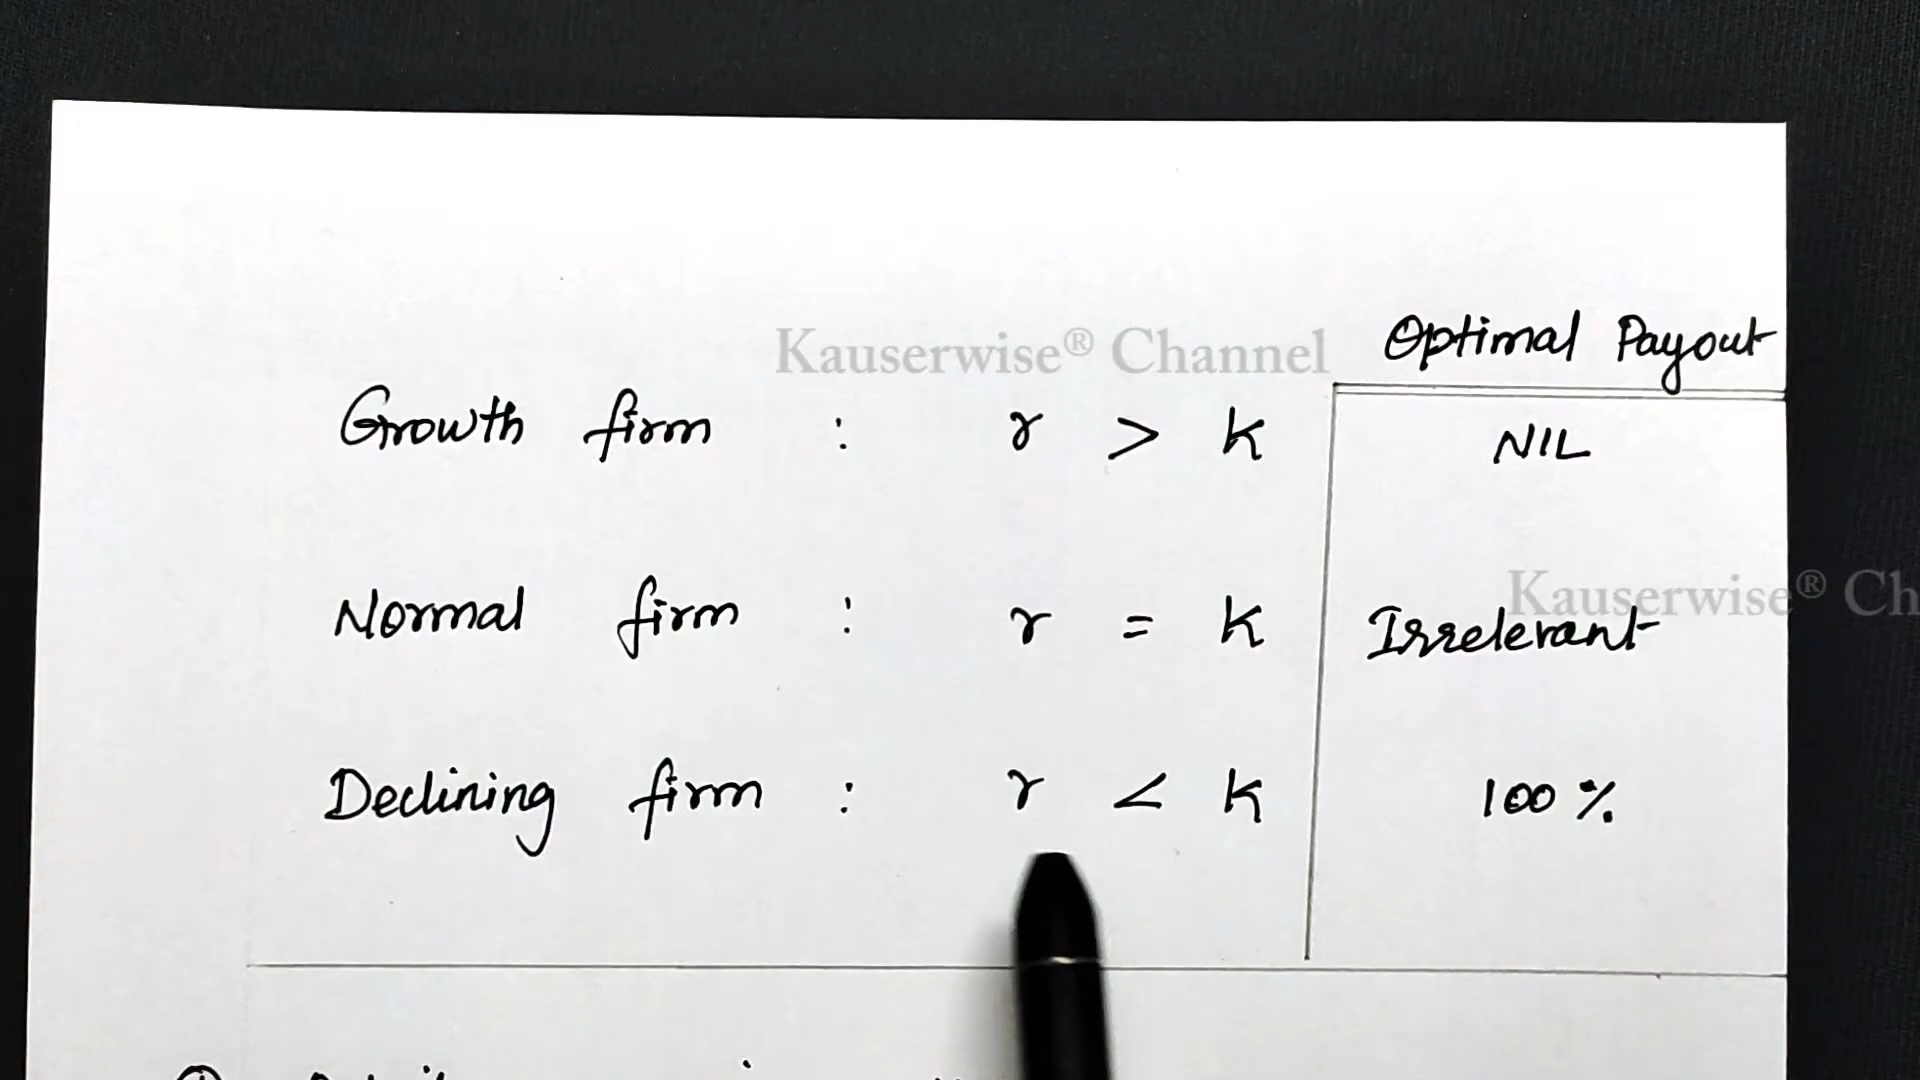 Kauserwise® Channel
Optimal Payout
Growth firm : r > k NIL
Kauserwise® Ch
Normal firm : r = k Irrelevant
Declining firm : r < k 100 %